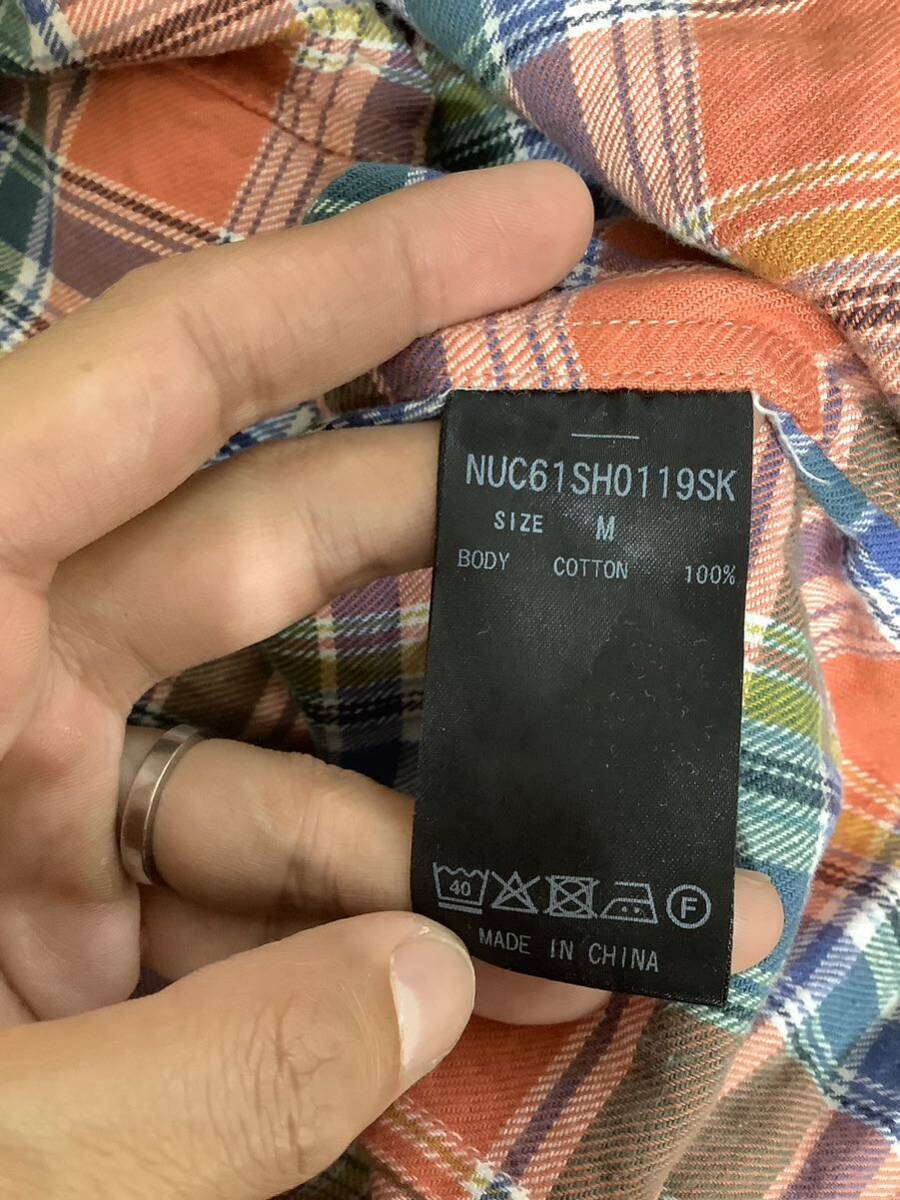 NUC61SH0119SK
SIZE M
BODY COTTON 100%
40 F
MADE IN CHINA